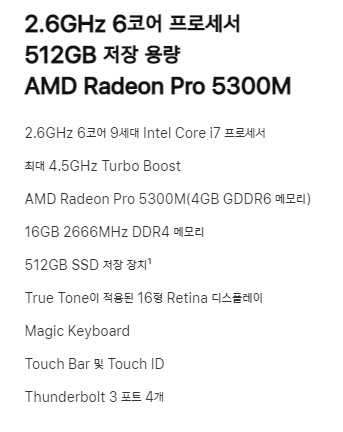 2.6GHz 6코어 프로세서
512GB 저장 용량
AMD Radeon Pro 5300M
2.6GHz 6코어 9세대 Intel Core i7 프로세서
최대 4.5GHz Turbo Boost
AMD Radeon Pro 5300M(4GB GDDR6 메모리)
16GB 2666MHz DDR4 메모리
512GB SSD 저장 장치¹
True Tone이 적용된 16형 Retina 디스플레이
Magic Keyboard
Touch Bar 및 Touch ID
Thunderbolt 3 포트 4개